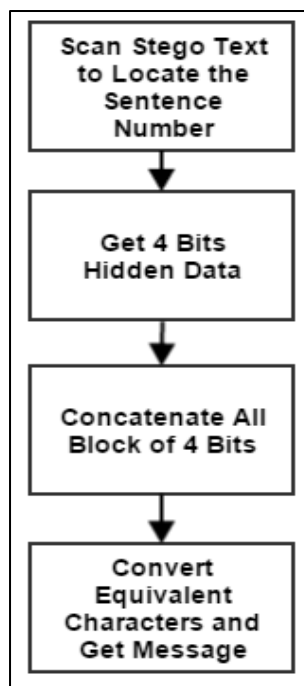 Scan Stego Text
to Locate the
Sentence
Number
Get 4 Bits
Hidden Data
Concatenate All
Block of 4 Bits
Convert
Equivalent
Characters and
Get Message